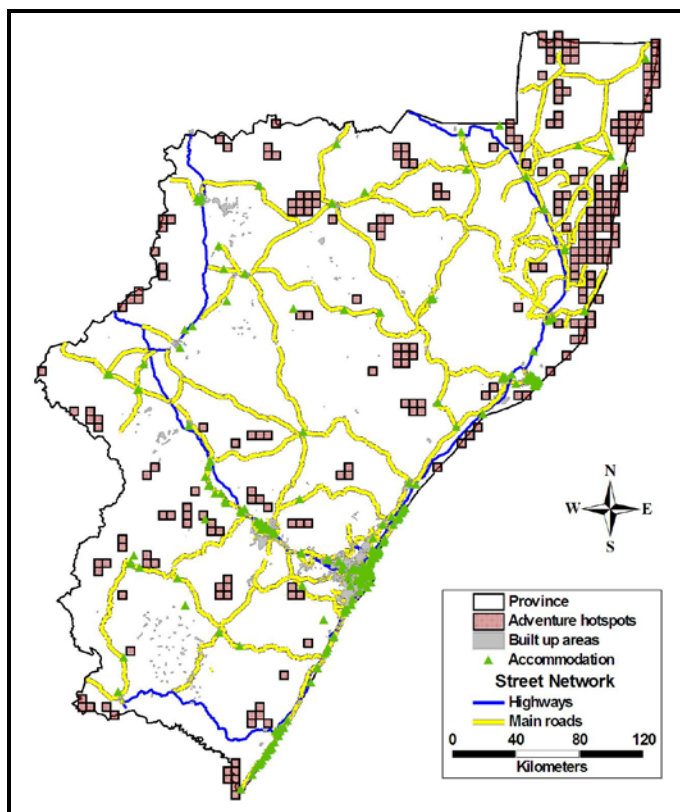 N
W E
S
Province
Adventure hotspots
Built up areas
Accommodation
Street Network
Highways
Main roads
0 40 80 120
Kilometers